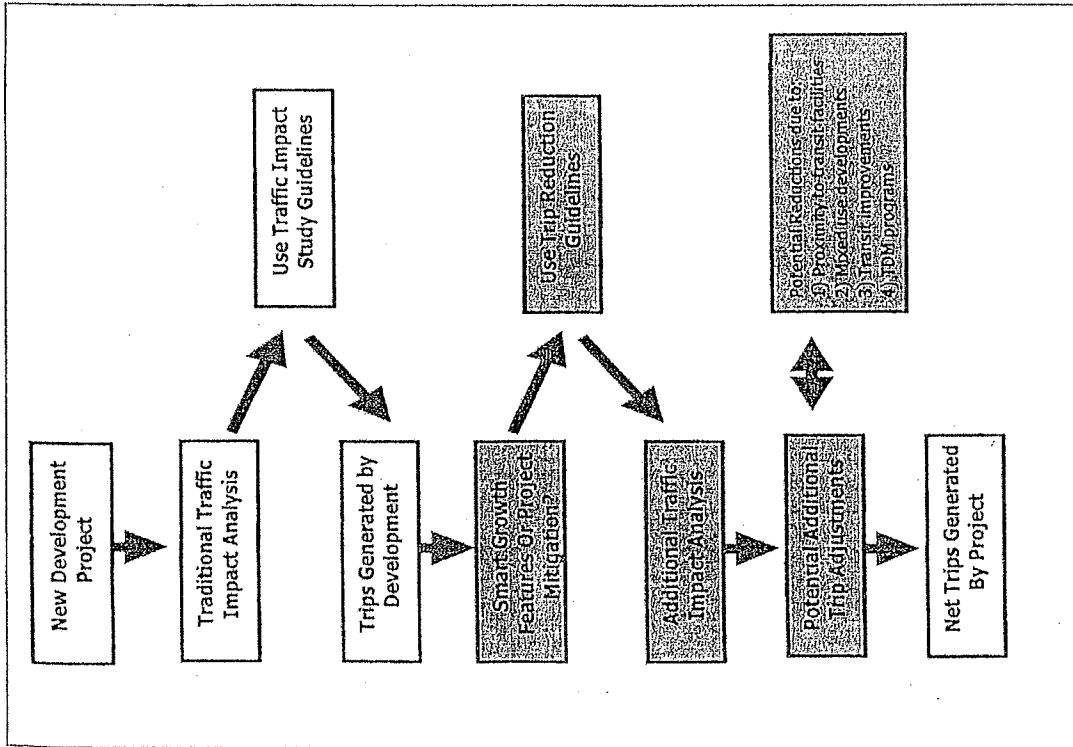 New Development
Project
Traditional Traffic
Impact Analysis
Use Traffic Impact
Study Guidelines
Trips Generated by
Development
Smart Growth
Features Or Project
Mitigation?
Use Trip Reduction
Guidelines
Additional Traffic
Impact Analysis
Potential Additional
Trip Adjustments
Potential Reductions due to:
1) Proximity to transit facilities
2) Mixed use developments
3) Transit improvements
4) TDM programs
Net Trips Generated
By Project